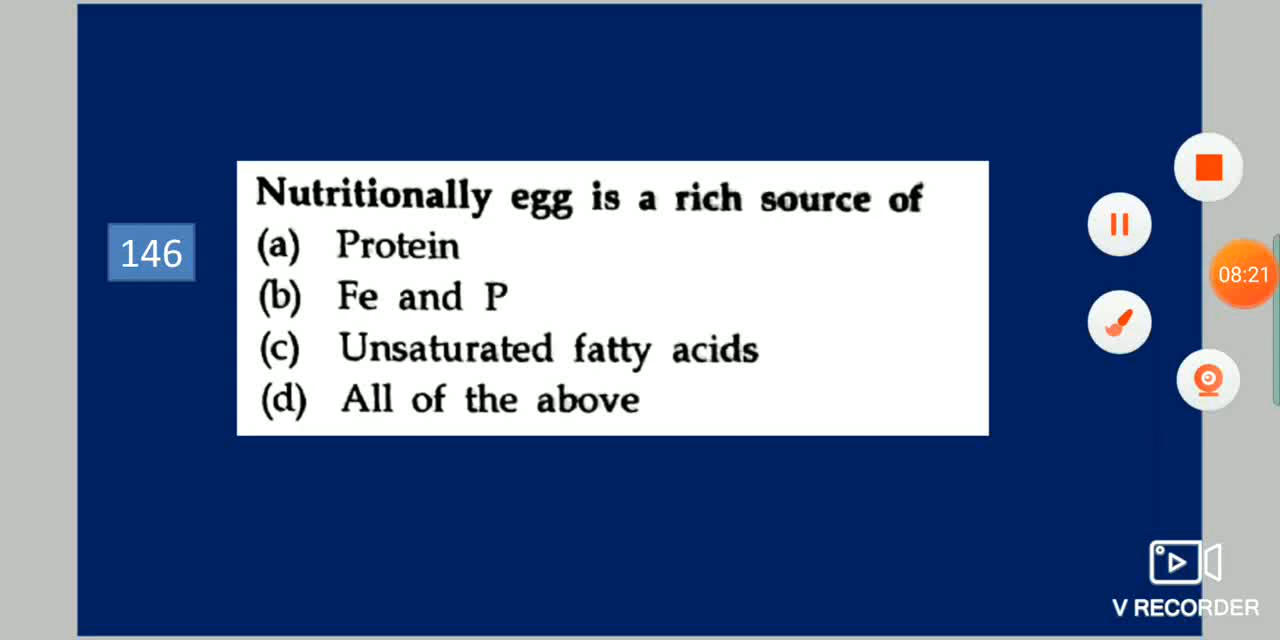 Nutritionally egg is a rich source of
146
(a) Protein
(b) Fe and P
(c) Unsaturated fatty acids
(d) All of the above
08:21
V RECORDER